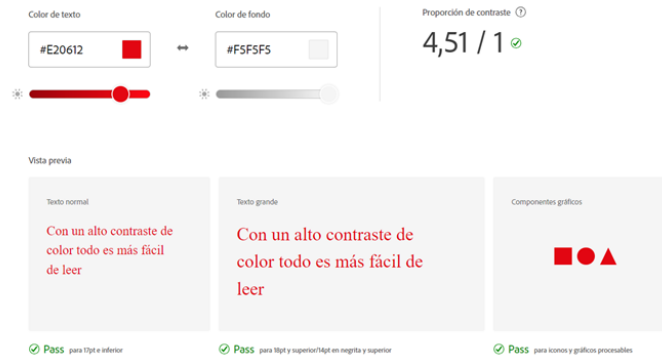 Color de texto
Color de fondo
Proporción de contraste ?
#E20612
#F5F5F5
4,51 / 1
Vista previa
Texto normal
Texto grande
Componentes gráficos
Con un alto contraste de
color todo es más fácil
de leer
Con un alto contraste de
color todo es más fácil de
leer
Pass para 17pt e inferior
Pass para 18pt y superior/14pt en negrita y superior
Pass para iconos y gráficos procesables